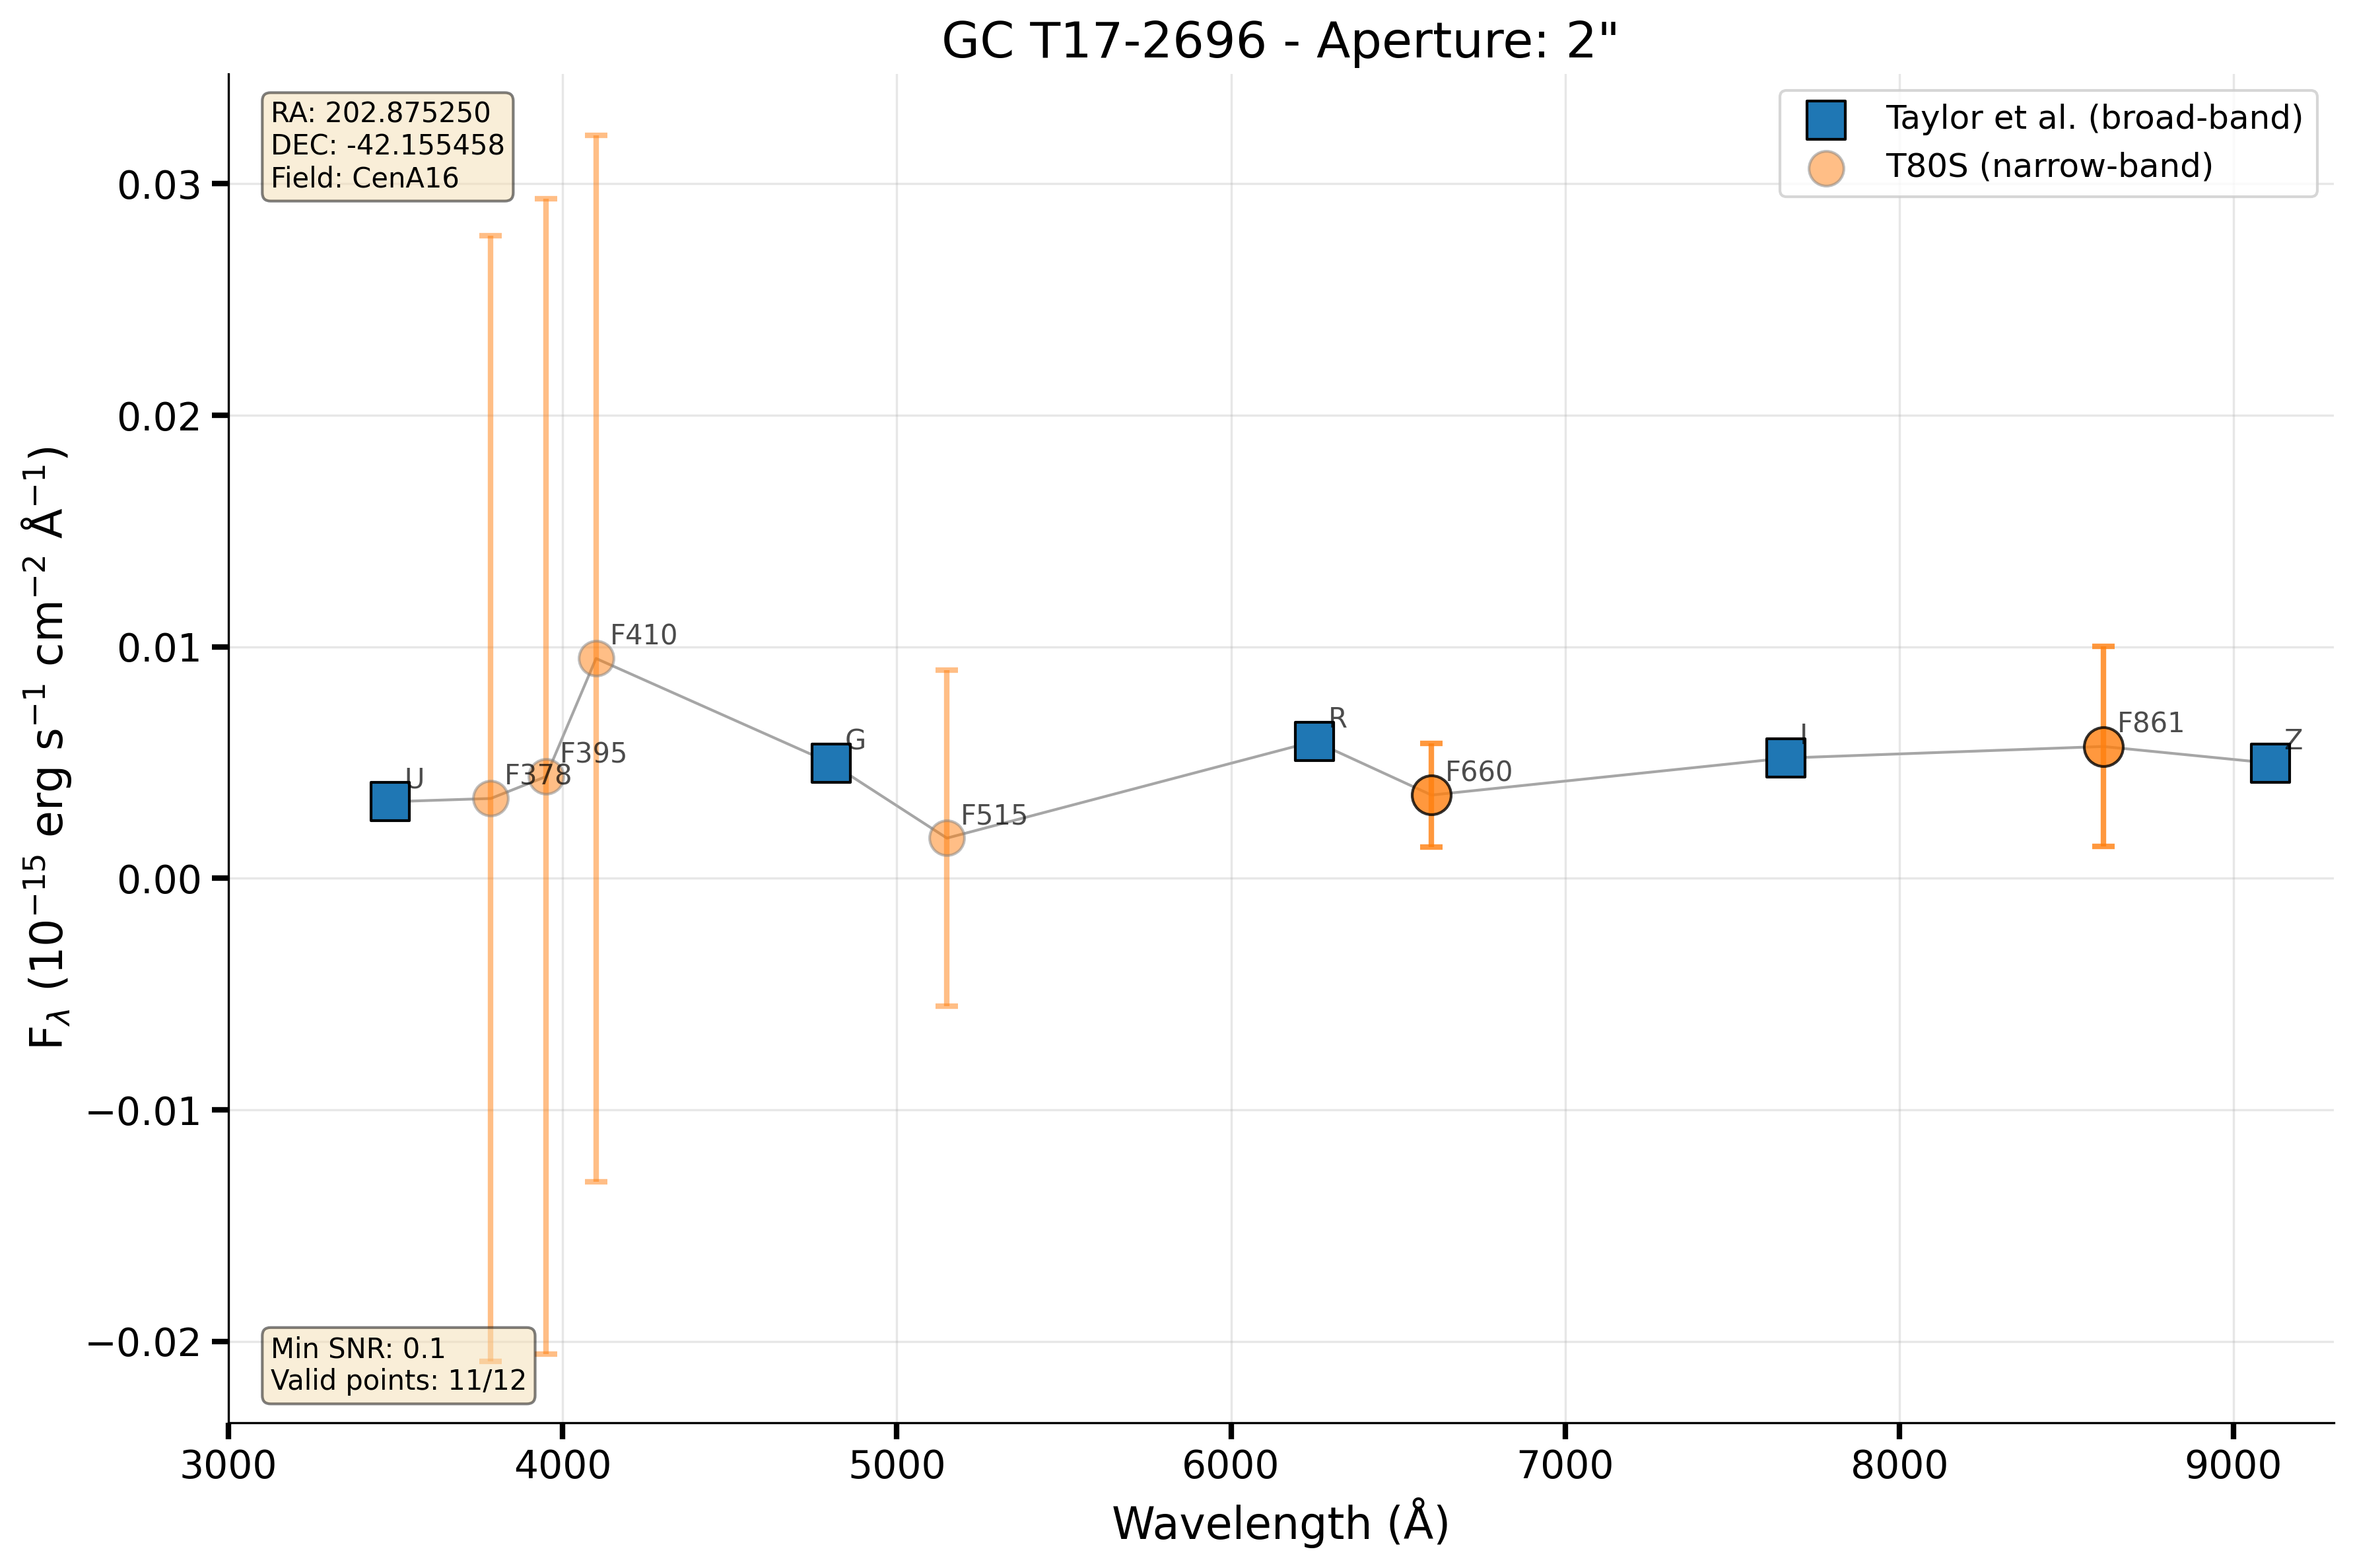 GC T17-2696 - Aperture: 2"
RA: 202.875250
DEC: -42.155458
Field: CenA16
Taylor et al. (broad-band)
T80S (narrow-band)
0.03
0.02
0.01
0.00
−0.01
−0.02
F_λ (10⁻¹⁵ erg s⁻¹ cm⁻² Å⁻¹)
U
F378
F395
F410
G
F515
R
F660
I
F861
Z
Min SNR: 0.1
Valid points: 11/12
3000
4000
5000
6000
7000
8000
9000
Wavelength (Å)